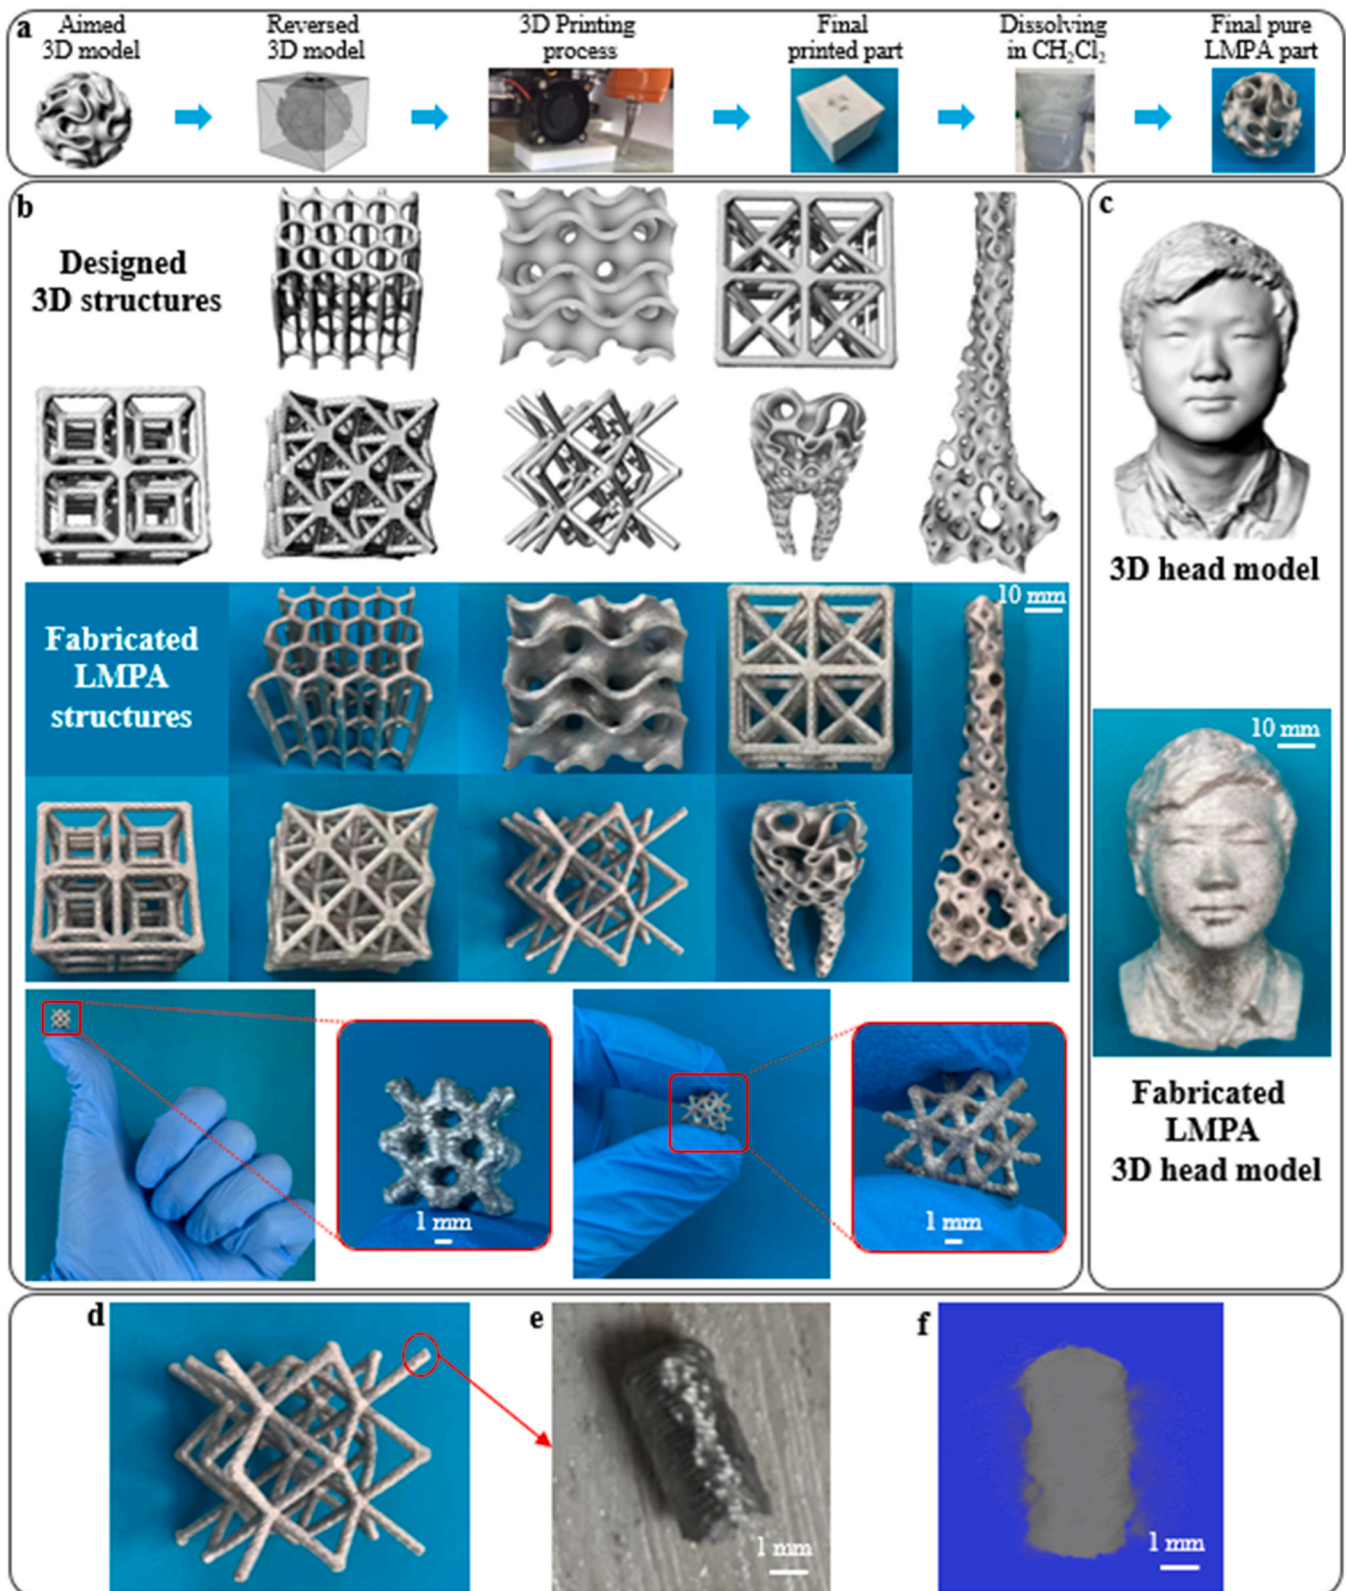 a
Aimed
3D model
Reversed
3D model
3D Printing
process
Final
printed part
Dissolving
in CH₂Cl₂
Final pure
LMPA part
b
Designed
3D structures
Fabricated
LMPA
structures
10 mm
1 mm
1 mm
c
3D head model
10 mm
Fabricated
LMPA
3D head model
d
e
1 mm
f
1 mm